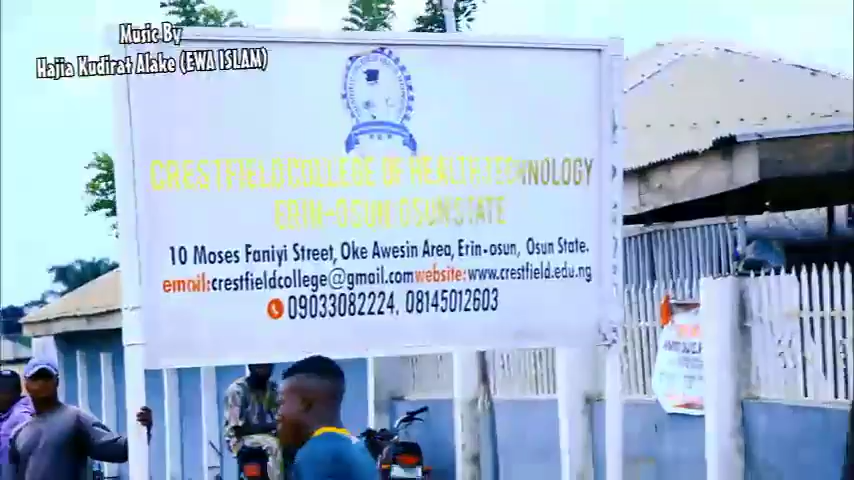 Music By
Hajia Kudirat Alake (EWA ISLAM)
CRESTFIELD COLLEGE OF HEALTH TECHNOLOGY
ERIN-OSUN OSUN STATE
10 Moses Faniyi Street, Oke Awesin Area, Erin-osun, Osun State.
email:crestfieldcollege@gmail.com website:www.crestfield.edu.ng
09033082224, 08145012603